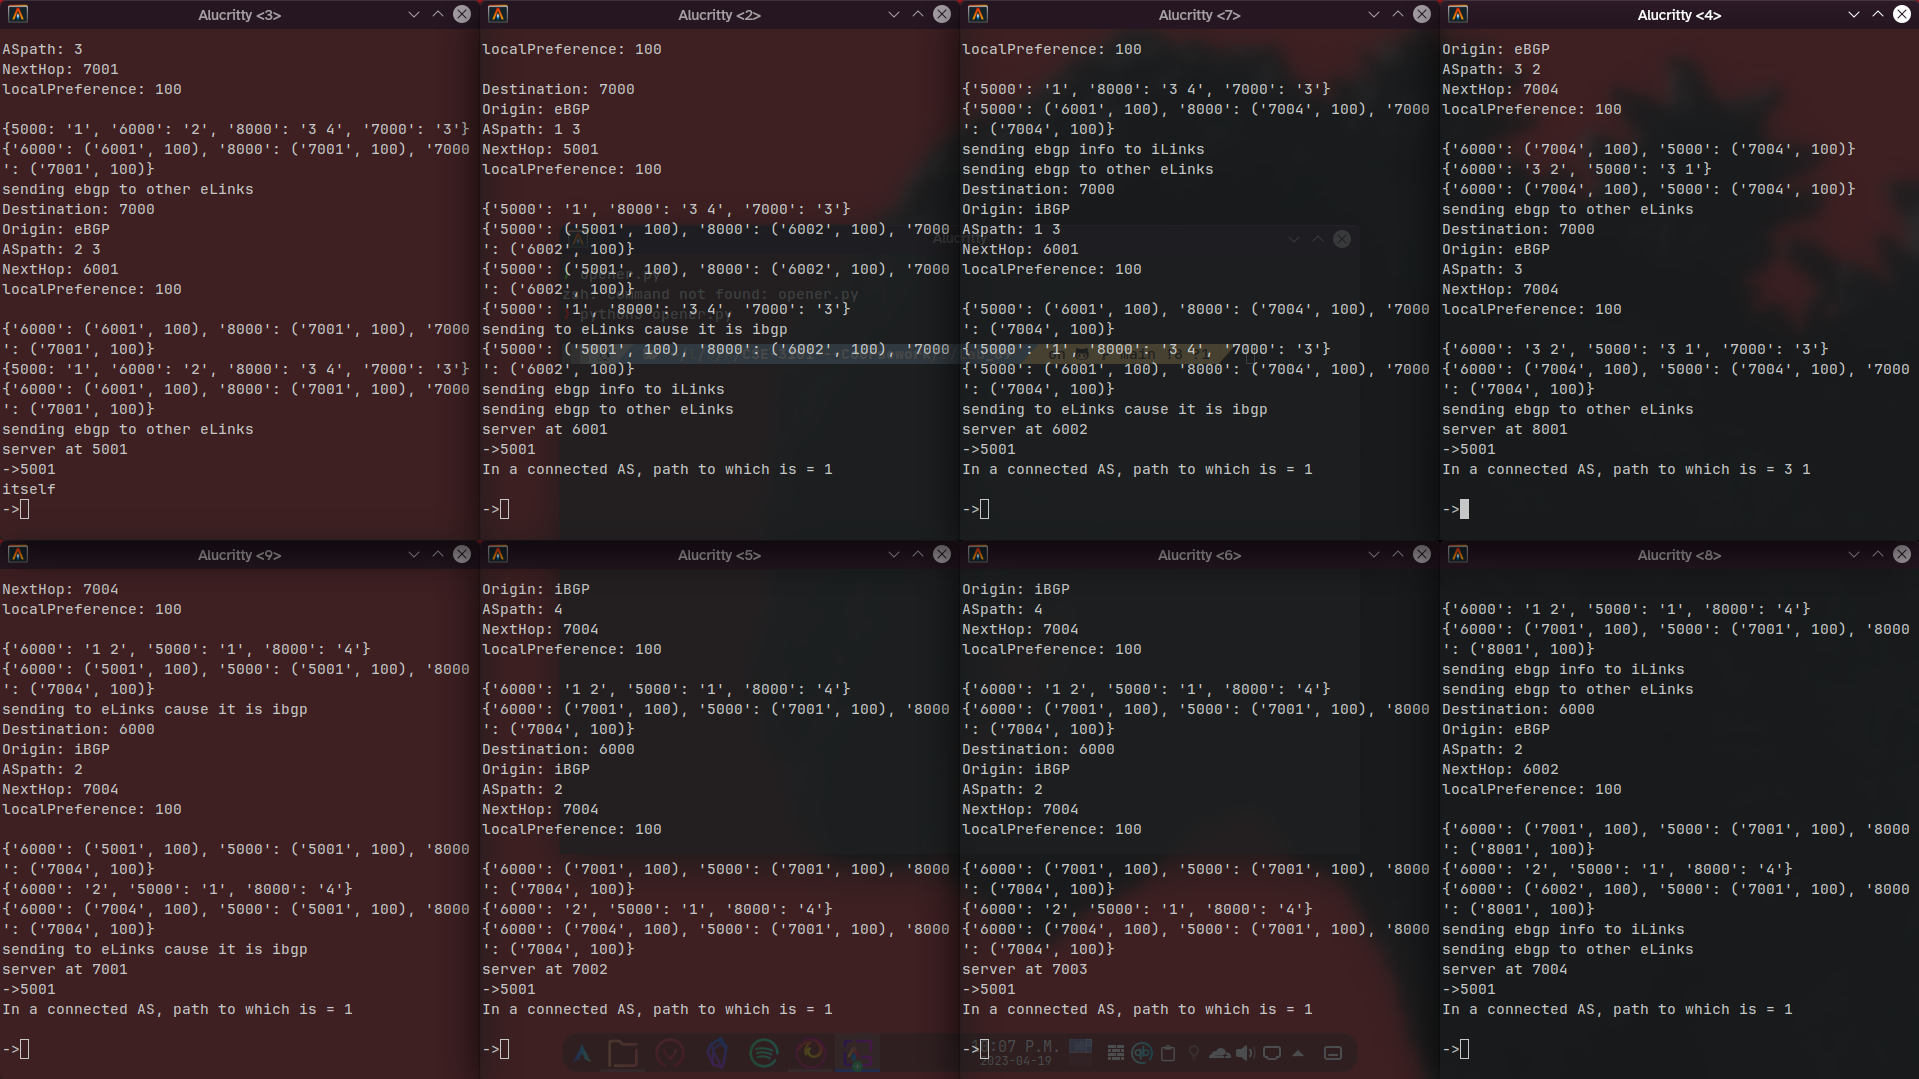 Alucritty <3>
ASpath: 3
NextHop: 7001
localPreference: 100
{5000: '1', '6000': '2', '8000': '3 4', '7000': '3'}
{'6000': ('6001', 100), '8000': ('7001', 100), '7000
': ('7001', 100)}
sending ebgp to other eLinks
Destination: 7000
Origin: eBGP
ASpath: 2 3
NextHop: 6001
localPreference: 100
{'6000': ('6001', 100), '8000': ('7001', 100), '7000
': ('7001', 100)}
{5000: '1', '6000': '2', '8000': '3 4', '7000': '3'}
{'6000': ('6001', 100), '8000': ('7001', 100), '7000
': ('7001', 100)}
sending ebgp to other eLinks
server at 5001
->5001
itself
->
Alucritty <2>
localPreference: 100
Destination: 7000
Origin: eBGP
ASpath: 1 3
NextHop: 5001
localPreference: 100
{'5000': '1', '8000': '3 4', '7000': '3'}
{'5000': ('5001', 100), '8000': ('6002', 100), '7000
': ('6002', 100)}
{'5000': ('5001', 100), '8000': ('6002', 100), '7000
': ('6002', 100)}
{'5000': '1', '8000': '3 4', '7000': '3'}
sending to eLinks cause it is ibgp
{'5000': ('5001', 100), '8000': ('6002', 100), '7000
': ('6002', 100)}
sending ebgp info to iLinks
sending ebgp to other eLinks
server at 6001
->5001
In a connected AS, path to which is = 1
->
Alucritty <7>
localPreference: 100
{'5000': '1', '8000': '3 4', '7000': '3'}
{'5000': ('6001', 100), '8000': ('7004', 100), '7000
': ('7004', 100)}
sending ebgp info to iLinks
sending ebgp to other eLinks
Destination: 7000
Origin: iBGP
ASpath: 1 3
NextHop: 6001
localPreference: 100
{'5000': ('6001', 100), '8000': ('7004', 100), '7000
': ('7004', 100)}
{'5000': '1', '8000': '3 4', '7000': '3'}
{'5000': ('6001', 100), '8000': ('7004', 100), '7000
': ('7004', 100)}
sending to eLinks cause it is ibgp
server at 6002
->5001
In a connected AS, path to which is = 1
->
Alucritty <4>
Origin: eBGP
ASpath: 3 2
NextHop: 7004
localPreference: 100
{'6000': ('7004', 100), '5000': ('7004', 100)}
{'6000': '3 2', '5000': '3 1'}
{'6000': ('7004', 100), '5000': ('7004', 100)}
sending ebgp to other eLinks
Destination: 7000
Origin: eBGP
ASpath: 3
NextHop: 7004
localPreference: 100
{'6000': '3 2', '5000': '3 1', '7000': '3'}
{'6000': ('7004', 100), '5000': ('7004', 100), '7000
': ('7004', 100)}
sending ebgp to other eLinks
server at 8001
->5001
In a connected AS, path to which is = 3 1
->
Alucritty
opener.py
zsh: command not found: opener.py
python3 opener.py
on main
Alucritty <9>
NextHop: 7004
localPreference: 100
{'6000': '1 2', '5000': '1', '8000': '4'}
{'6000': ('5001', 100), '5000': ('5001', 100), '8000
': ('7004', 100)}
sending to eLinks cause it is ibgp
Destination: 6000
Origin: iBGP
ASpath: 2
NextHop: 7004
localPreference: 100
{'6000': ('5001', 100), '5000': ('5001', 100), '8000
': ('7004', 100)}
{'6000': '2', '5000': '1', '8000': '4'}
{'6000': ('7004', 100), '5000': ('5001', 100), '8000
': ('7004', 100)}
sending to eLinks cause it is ibgp
server at 7001
->5001
In a connected AS, path to which is = 1
->
Alucritty <5>
Origin: iBGP
ASpath: 4
NextHop: 7004
localPreference: 100
{'6000': '1 2', '5000': '1', '8000': '4'}
{'6000': ('7001', 100), '5000': ('7001', 100), '8000
': ('7004', 100)}
Destination: 6000
Origin: iBGP
ASpath: 2
NextHop: 7004
localPreference: 100
{'6000': ('7001', 100), '5000': ('7001', 100), '8000
': ('7004', 100)}
{'6000': '2', '5000': '1', '8000': '4'}
{'6000': ('7004', 100), '5000': ('7001', 100), '8000
': ('7004', 100)}
server at 7002
->5001
In a connected AS, path to which is = 1
->
Alucritty <6>
Origin: iBGP
ASpath: 4
NextHop: 7004
localPreference: 100
{'6000': '1 2', '5000': '1', '8000': '4'}
{'6000': ('7001', 100), '5000': ('7001', 100), '8000
': ('7004', 100)}
Destination: 6000
Origin: iBGP
ASpath: 2
NextHop: 7004
localPreference: 100
{'6000': ('7001', 100), '5000': ('7001', 100), '8000
': ('7004', 100)}
{'6000': '2', '5000': '1', '8000': '4'}
{'6000': ('7004', 100), '5000': ('7001', 100), '8000
': ('7004', 100)}
server at 7003
->5001
In a connected AS, path to which is = 1
->
Alucritty <8>
{'6000': '1 2', '5000': '1', '8000': '4'}
{'6000': ('7001', 100), '5000': ('7001', 100), '8000
': ('8001', 100)}
sending ebgp info to iLinks
sending ebgp to other eLinks
Destination: 6000
Origin: eBGP
ASpath: 2
NextHop: 6002
localPreference: 100
{'6000': ('7001', 100), '5000': ('7001', 100), '8000
': ('8001', 100)}
{'6000': '2', '5000': '1', '8000': '4'}
{'6000': ('6002', 100), '5000': ('7001', 100), '8000
': ('8001', 100)}
sending ebgp info to iLinks
sending ebgp to other eLinks
server at 7004
->5001
In a connected AS, path to which is = 1
->
:07 P.M.
2023-04-19